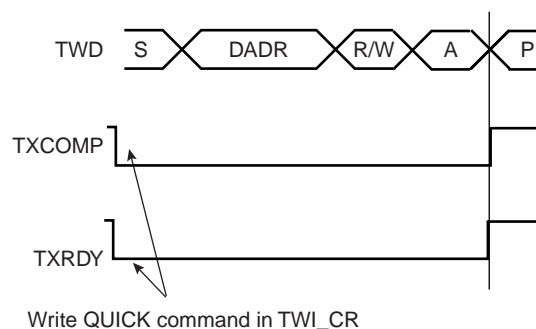 TWD S DADR R/W A P
TXCOMP
TXRDY
Write QUICK command in TWI_CR